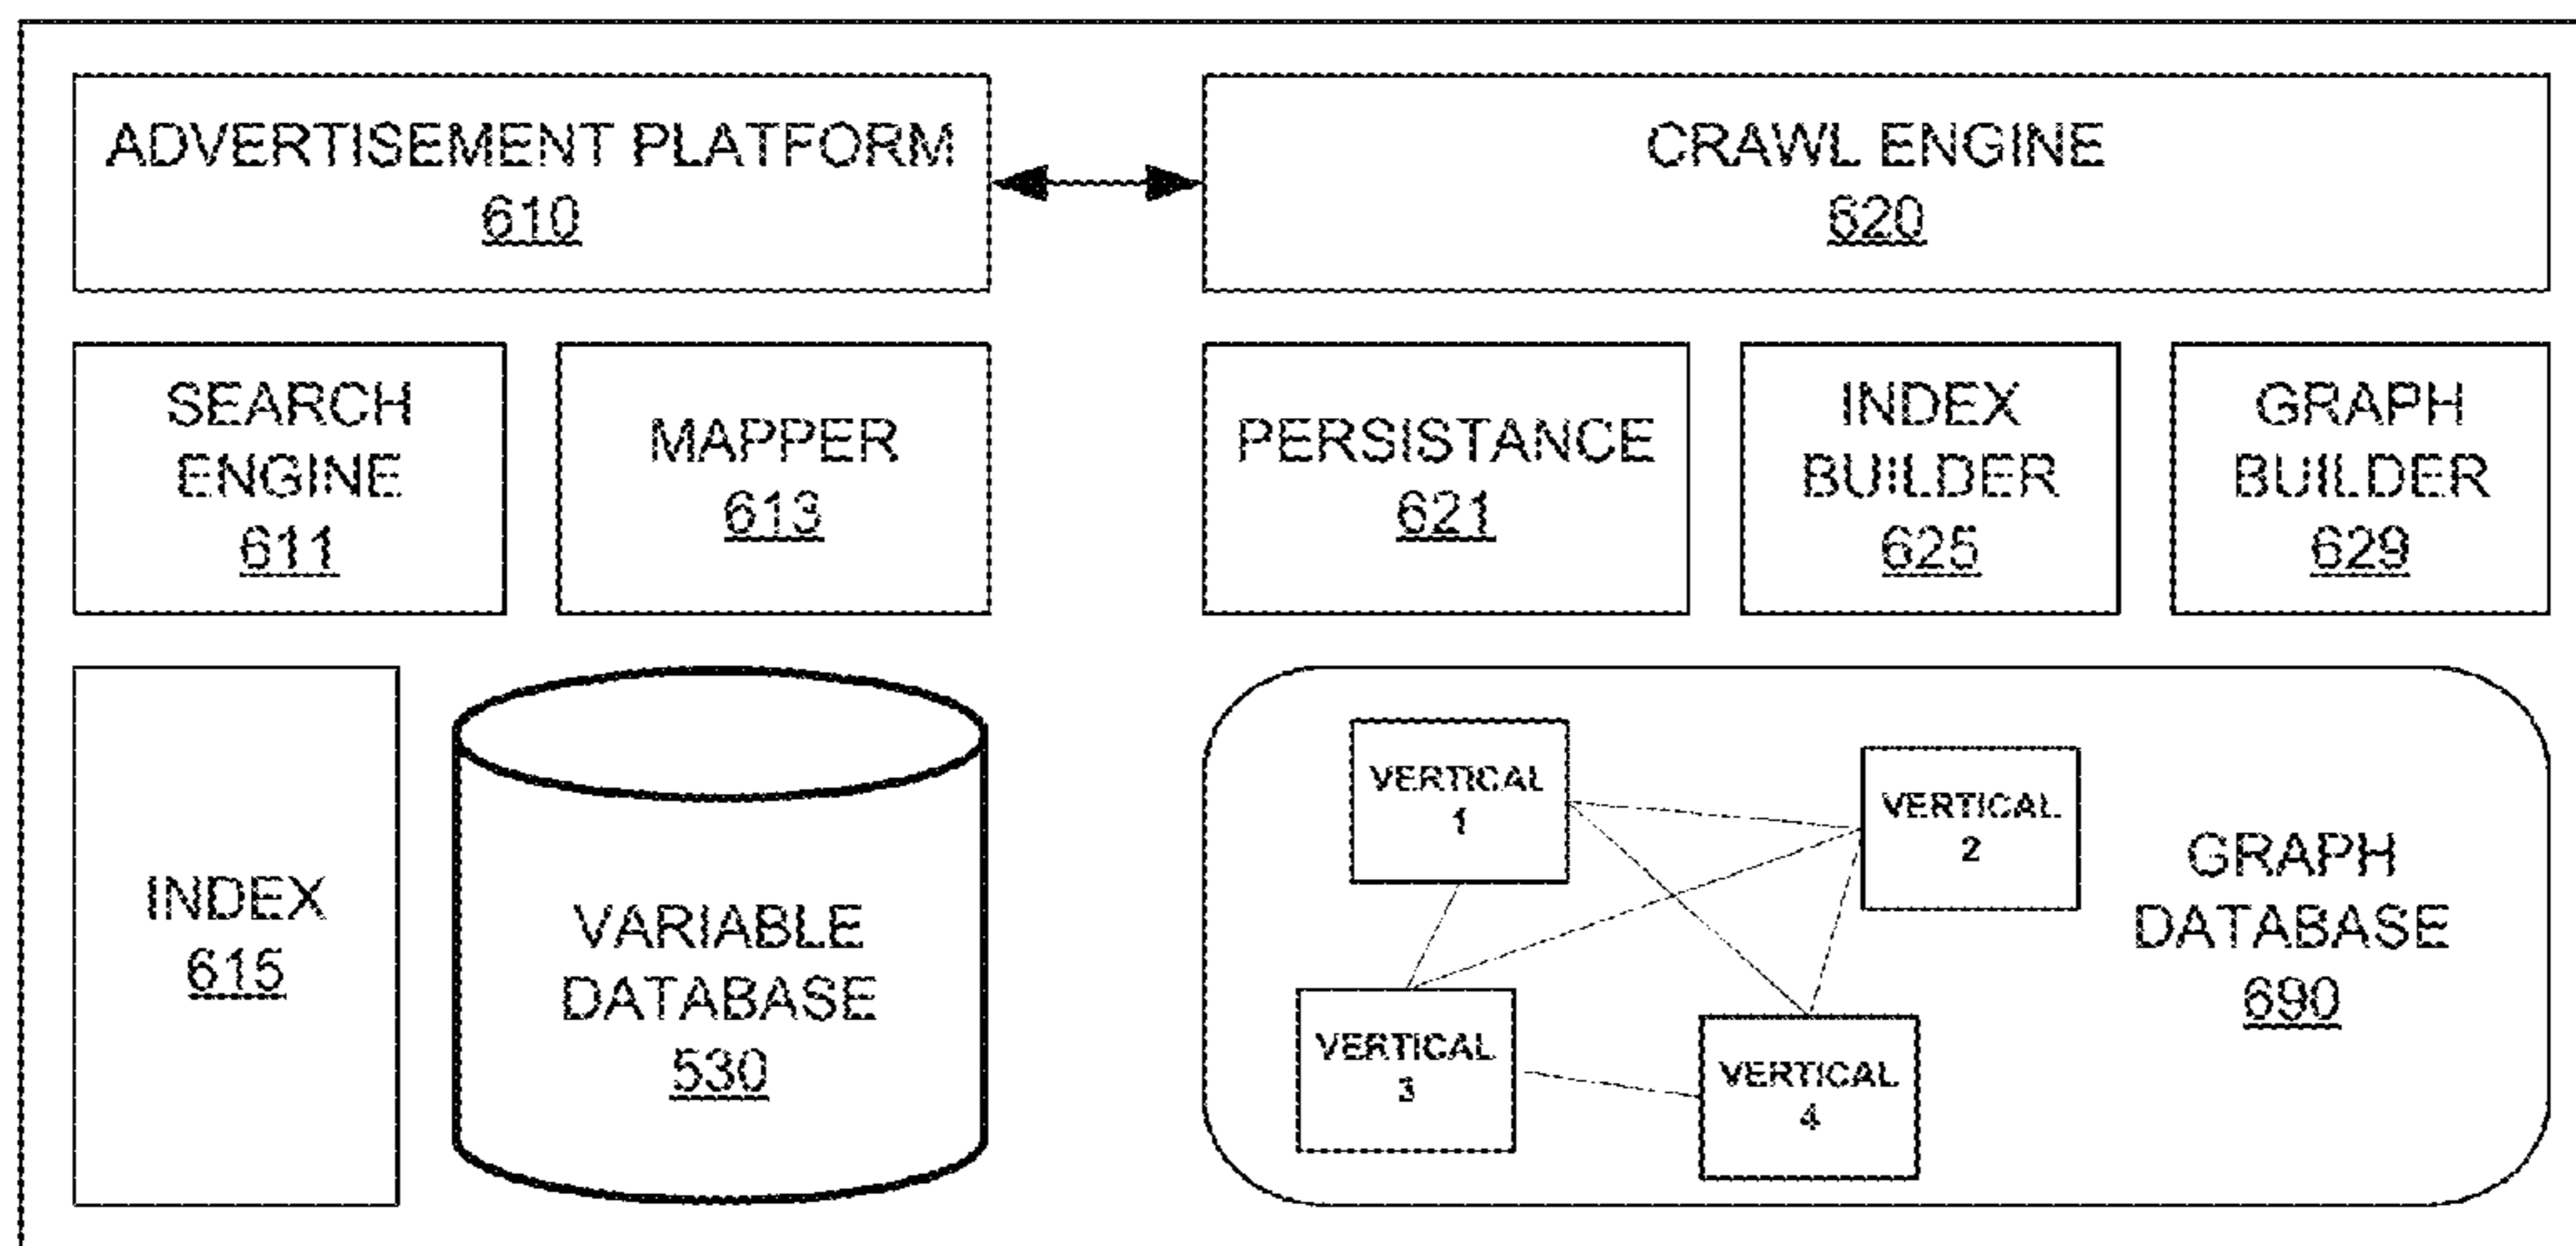 ADVERTISEMENT PLATFORM
610
CRAWL ENGINE
620
SEARCH
ENGINE
611
MAPPER
613
PERSISTANCE
621
INDEX
BUILDER
625
GRAPH
BUILDER
629
INDEX
615
VARIABLE
DATABASE
530
VERTICAL
1
VERTICAL
2
VERTICAL
3
VERTICAL
4
GRAPH
DATABASE
690